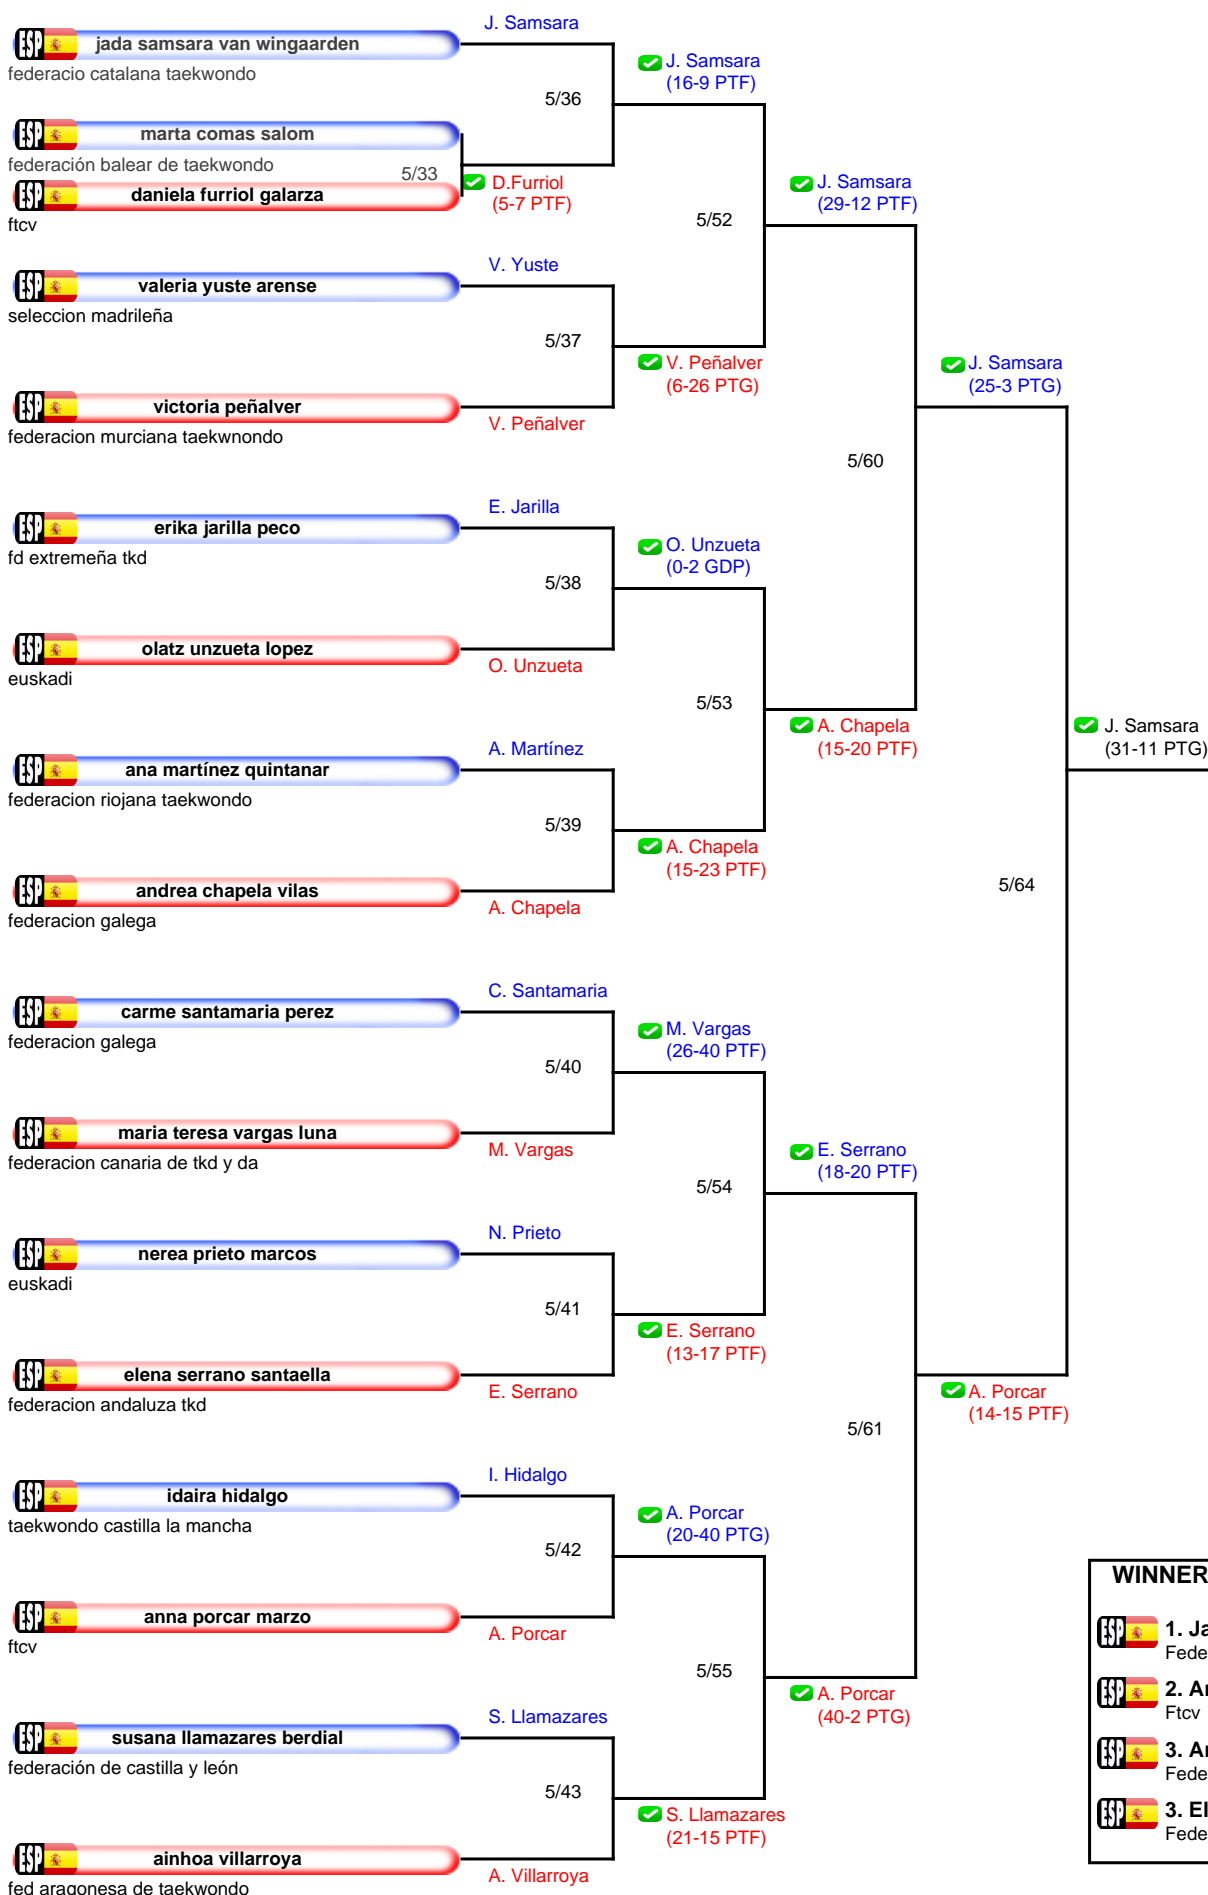 J. Samsara
ESP jada samsara van wingaarden
federacio catalana taekwondo
J. Samsara
(16-9 PTF)
5/36
ESP marta comas salom
federación balear de taekwondo
5/33
D.Furriol
(5-7 PTF)
ESP daniela furriol galarza
ftcv
J. Samsara
(29-12 PTF)
5/52
V. Yuste
ESP valeria yuste arense
seleccion madrileña
5/37
V. Peñalver
(6-26 PTG)
J. Samsara
(25-3 PTG)
ESP victoria peñalver
federacion murciana taekwnondo
V. Peñalver
5/60
E. Jarilla
ESP erika jarilla peco
fd extremeña tkd
O. Unzueta
(0-2 GDP)
5/38
ESP olatz unzueta lopez
euskadi
O. Unzueta
5/53
A. Chapela
(15-20 PTF)
J. Samsara
(31-11 PTG)
A. Martínez
ESP ana martínez quintanar
federacion riojana taekwondo
5/39
A. Chapela
(15-23 PTF)
ESP andrea chapela vilas
federacion galega
A. Chapela
5/64
C. Santamaria
ESP carme santamaria perez
federacion galega
M. Vargas
(26-40 PTF)
5/40
ESP maria teresa vargas luna
federacion canaria de tkd y da
M. Vargas
E. Serrano
(18-20 PTF)
5/54
N. Prieto
ESP nerea prieto marcos
euskadi
5/41
E. Serrano
(13-17 PTF)
ESP elena serrano santaella
federacion andaluza tkd
E. Serrano
A. Porcar
(14-15 PTF)
5/61
I. Hidalgo
ESP idaira hidalgo
taekwondo castilla la mancha
A. Porcar
(20-40 PTG)
5/42
ESP anna porcar marzo
ftcv
A. Porcar
5/55
A. Porcar
(40-2 PTG)
S. Llamazares
ESP susana llamazares berdial
federación de castilla y león
5/43
S. Llamazares
(21-15 PTF)
ESP ainhoa villarroya
fed aragonesa de taekwondo
A. Villarroya
WINNER
ESP 1. Ja
Fede
ESP 2. An
Ftcv
ESP 3. An
Fede
ESP 3. El
Fede